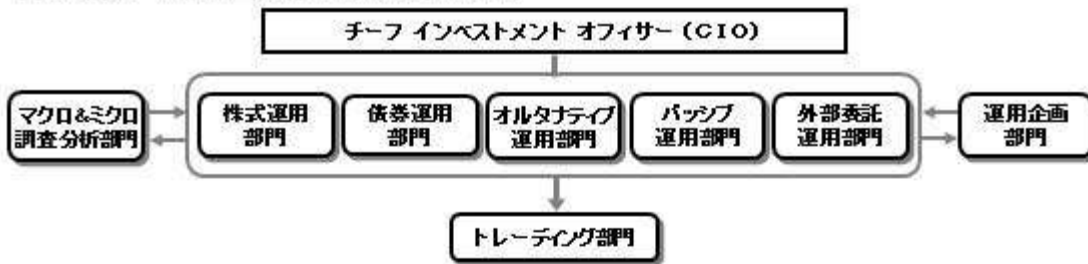 チーフ インベストメント オフィサー (CIO)
マクロ&ミクロ
調査分析部門
株式運用
部門
債券運用
部門
オルタナティブ
運用部門
パッシブ
運用部門
外部委託
運用部門
運用企画
部門
トレーディング部門